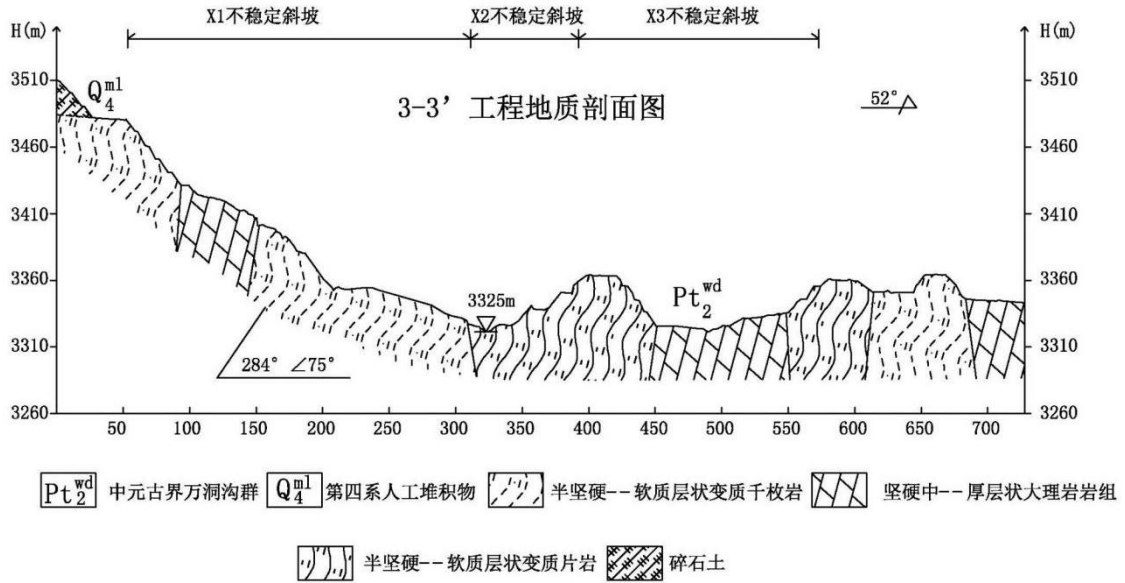 X1不稳定斜坡 X2不稳定斜坡 X3不稳定斜坡
H(m) H(m)
3510 3510
Q₄ᵐˡ
3-3’ 工程地质剖面图
52°
3460 3460
3410 3410
3360 3360
3325m
Pt₂ʷᵈ
3310 3310
284° ∠75°
3260 3260
50 100 150 200 250 300 350 400 450 500 550 600 650 700
Pt₂ʷᵈ 中元古界万洞沟群 Q₄ᵐˡ 第四系人工堆积物 半坚硬--软质层状变质千枚岩 坚硬中--厚层状大理岩岩组
半坚硬--软质层状变质片岩 碎石土